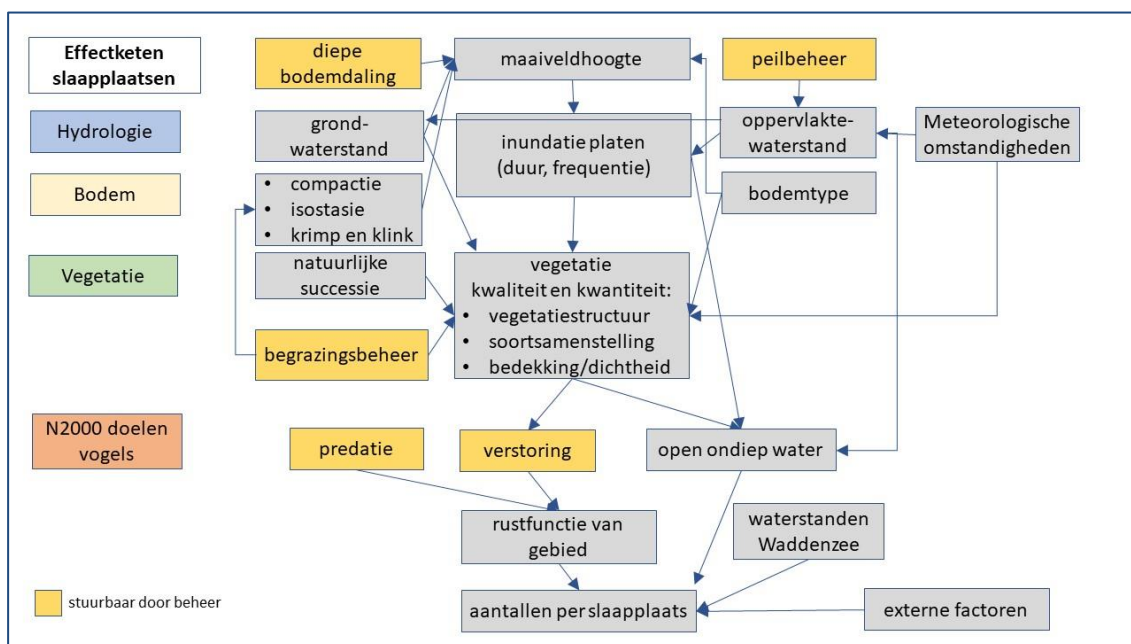 Effectketen
slaapplaatsen
diepe
bodemdaling
maaiveldhoogte
peilbeheer
Hydrologie
grond-
waterstand
inundatie platen
(duur, frequentie)
oppervlakte-
waterstand
Meteorologische
omstandigheden
Bodem
• compactie
• isostasie
• krimp en klink
bodemtype
Vegetatie
natuurlijke
successie
vegetatie
kwaliteit en kwantiteit:
• vegetatiestructuur
• soortsamenstelling
• bedekking/dichtheid
begrazingsbeheer
N2000 doelen
vogels
predatie
verstoring
open ondiep water
rustfunctie van
gebied
waterstanden
Waddenzee
stuurbaar door beheer
aantallen per slaapplaats
externe factoren